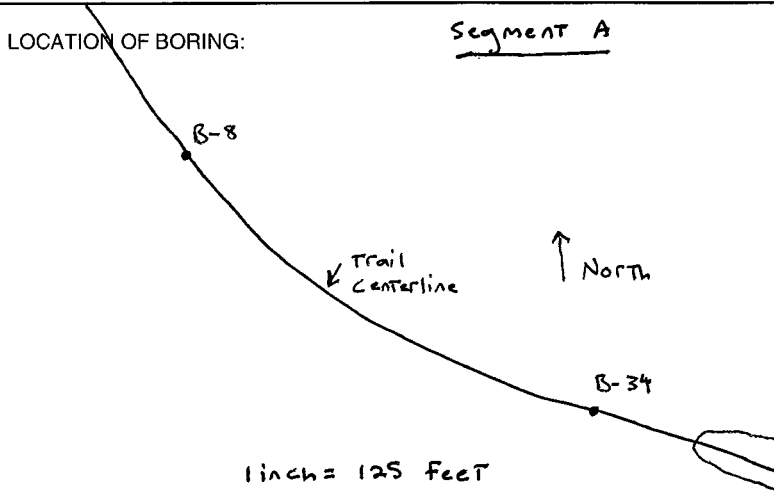 LOCATION OF BORING:
Segment A
B-8
Trail
Centerline
North
B-34
1 inch = 125 feet